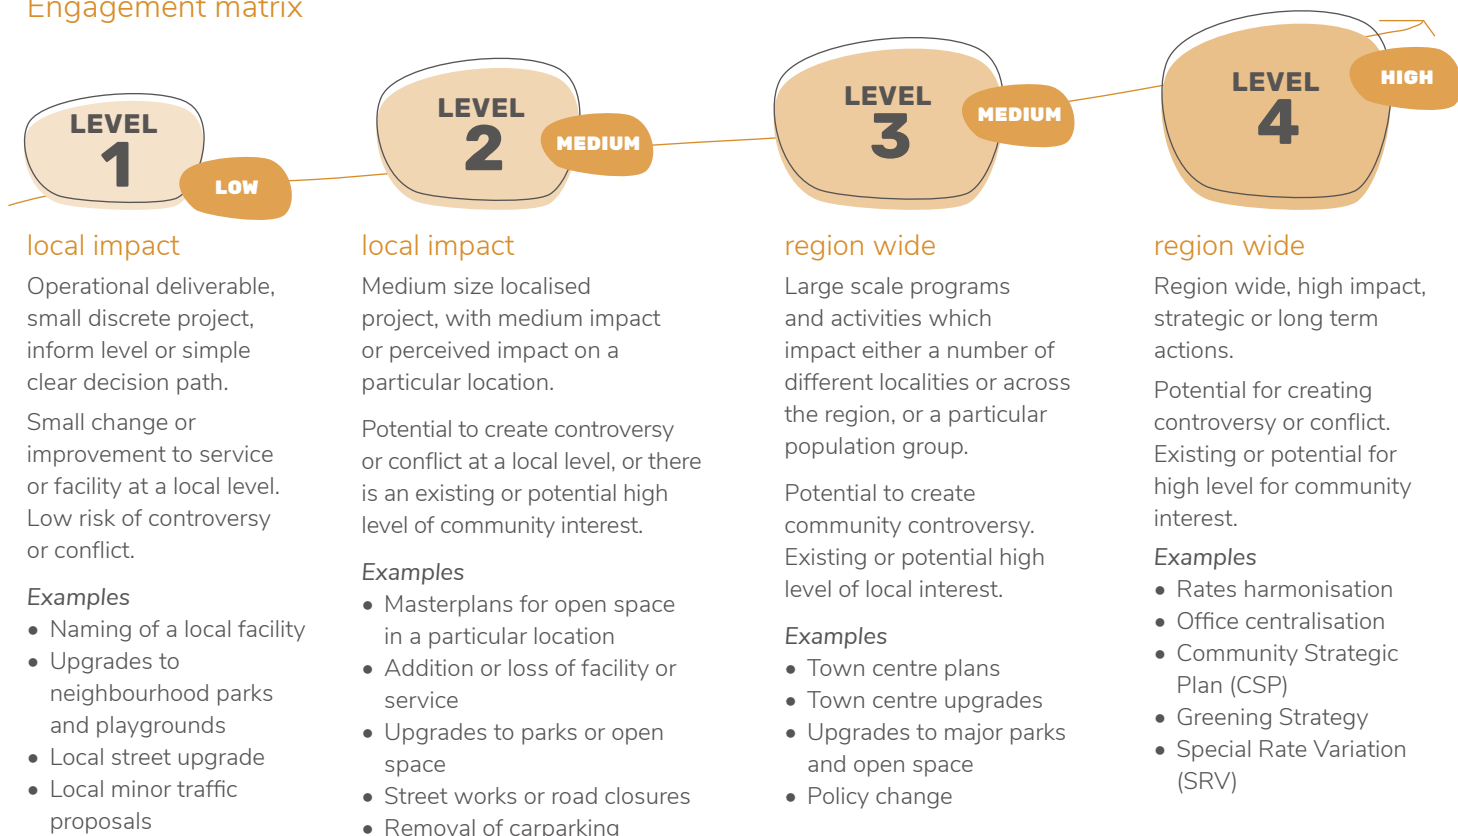 Engagement matrix
LEVEL
1
LOW
local impact
Operational deliverable,
small discrete project,
inform level or simple
clear decision path.
Small change or
improvement to service
or facility at a local level.
Low risk of controversy
or conflict.
Examples
• Naming of a local facility
• Upgrades to
neighbourhood parks
and playgrounds
• Local street upgrade
• Local minor traffic
proposals
LEVEL
2
MEDIUM
local impact
Medium size localised
project, with medium impact
or perceived impact on a
particular location.
Potential to create controversy
or conflict at a local level, or there
is an existing or potential high
level of community interest.
Examples
• Masterplans for open space
in a particular location
• Addition or loss of facility or
service
• Upgrades to parks or open
space
• Street works or road closures
• Removal of carparking
LEVEL
3
MEDIUM
region wide
Large scale programs
and activities which
impact either a number of
different localities or across
the region, or a particular
population group.
Potential to create
community controversy.
Existing or potential high
level of local interest.
Examples
• Town centre plans
• Town centre upgrades
• Upgrades to major parks
and open space
• Policy change
LEVEL
4
HIGH
region wide
Region wide, high impact,
strategic or long term
actions.
Potential for creating
controversy or conflict.
Existing or potential for
high level for community
interest.
Examples
• Rates harmonisation
• Office centralisation
• Community Strategic
Plan (CSP)
• Greening Strategy
• Special Rate Variation
(SRV)